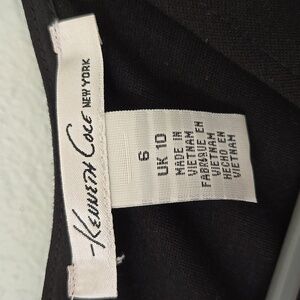 KENNETH COLE NEW YORK
6
UK 10
MADE IN
VIETNAM
FABRIQUE EN
VIETNAM
HECHO EN
VIETNAM